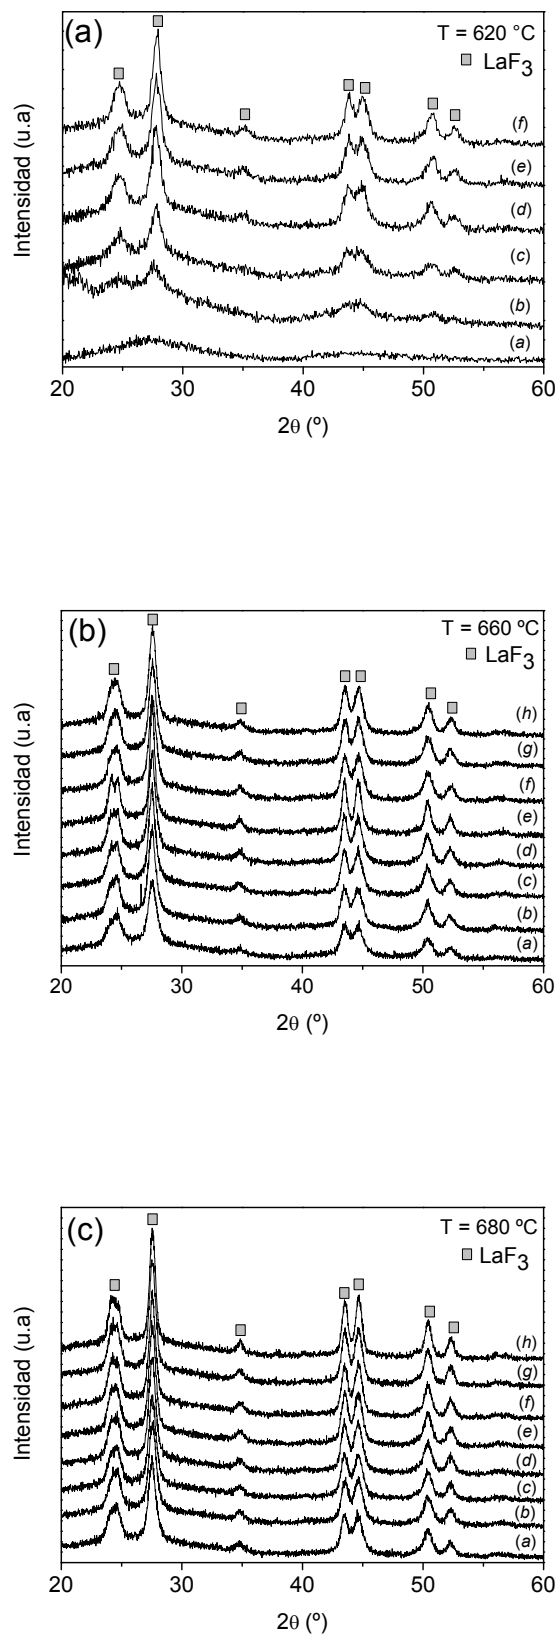 (a)
T = 620 °C
LaF3
Intensidad (u.a)
(f)
(e)
(d)
(c)
(b)
(a)
20 30 40 50 60
2θ (º)
(b)
T = 660 ºC
LaF3
Intensidad (u.a)
(h)
(g)
(f)
(e)
(d)
(c)
(b)
(a)
20 30 40 50 60
2θ (º)
(c)
T = 680 ºC
LaF3
Intensidad (u.a)
(h)
(g)
(f)
(e)
(d)
(c)
(b)
(a)
20 30 40 50 60
2θ (º)